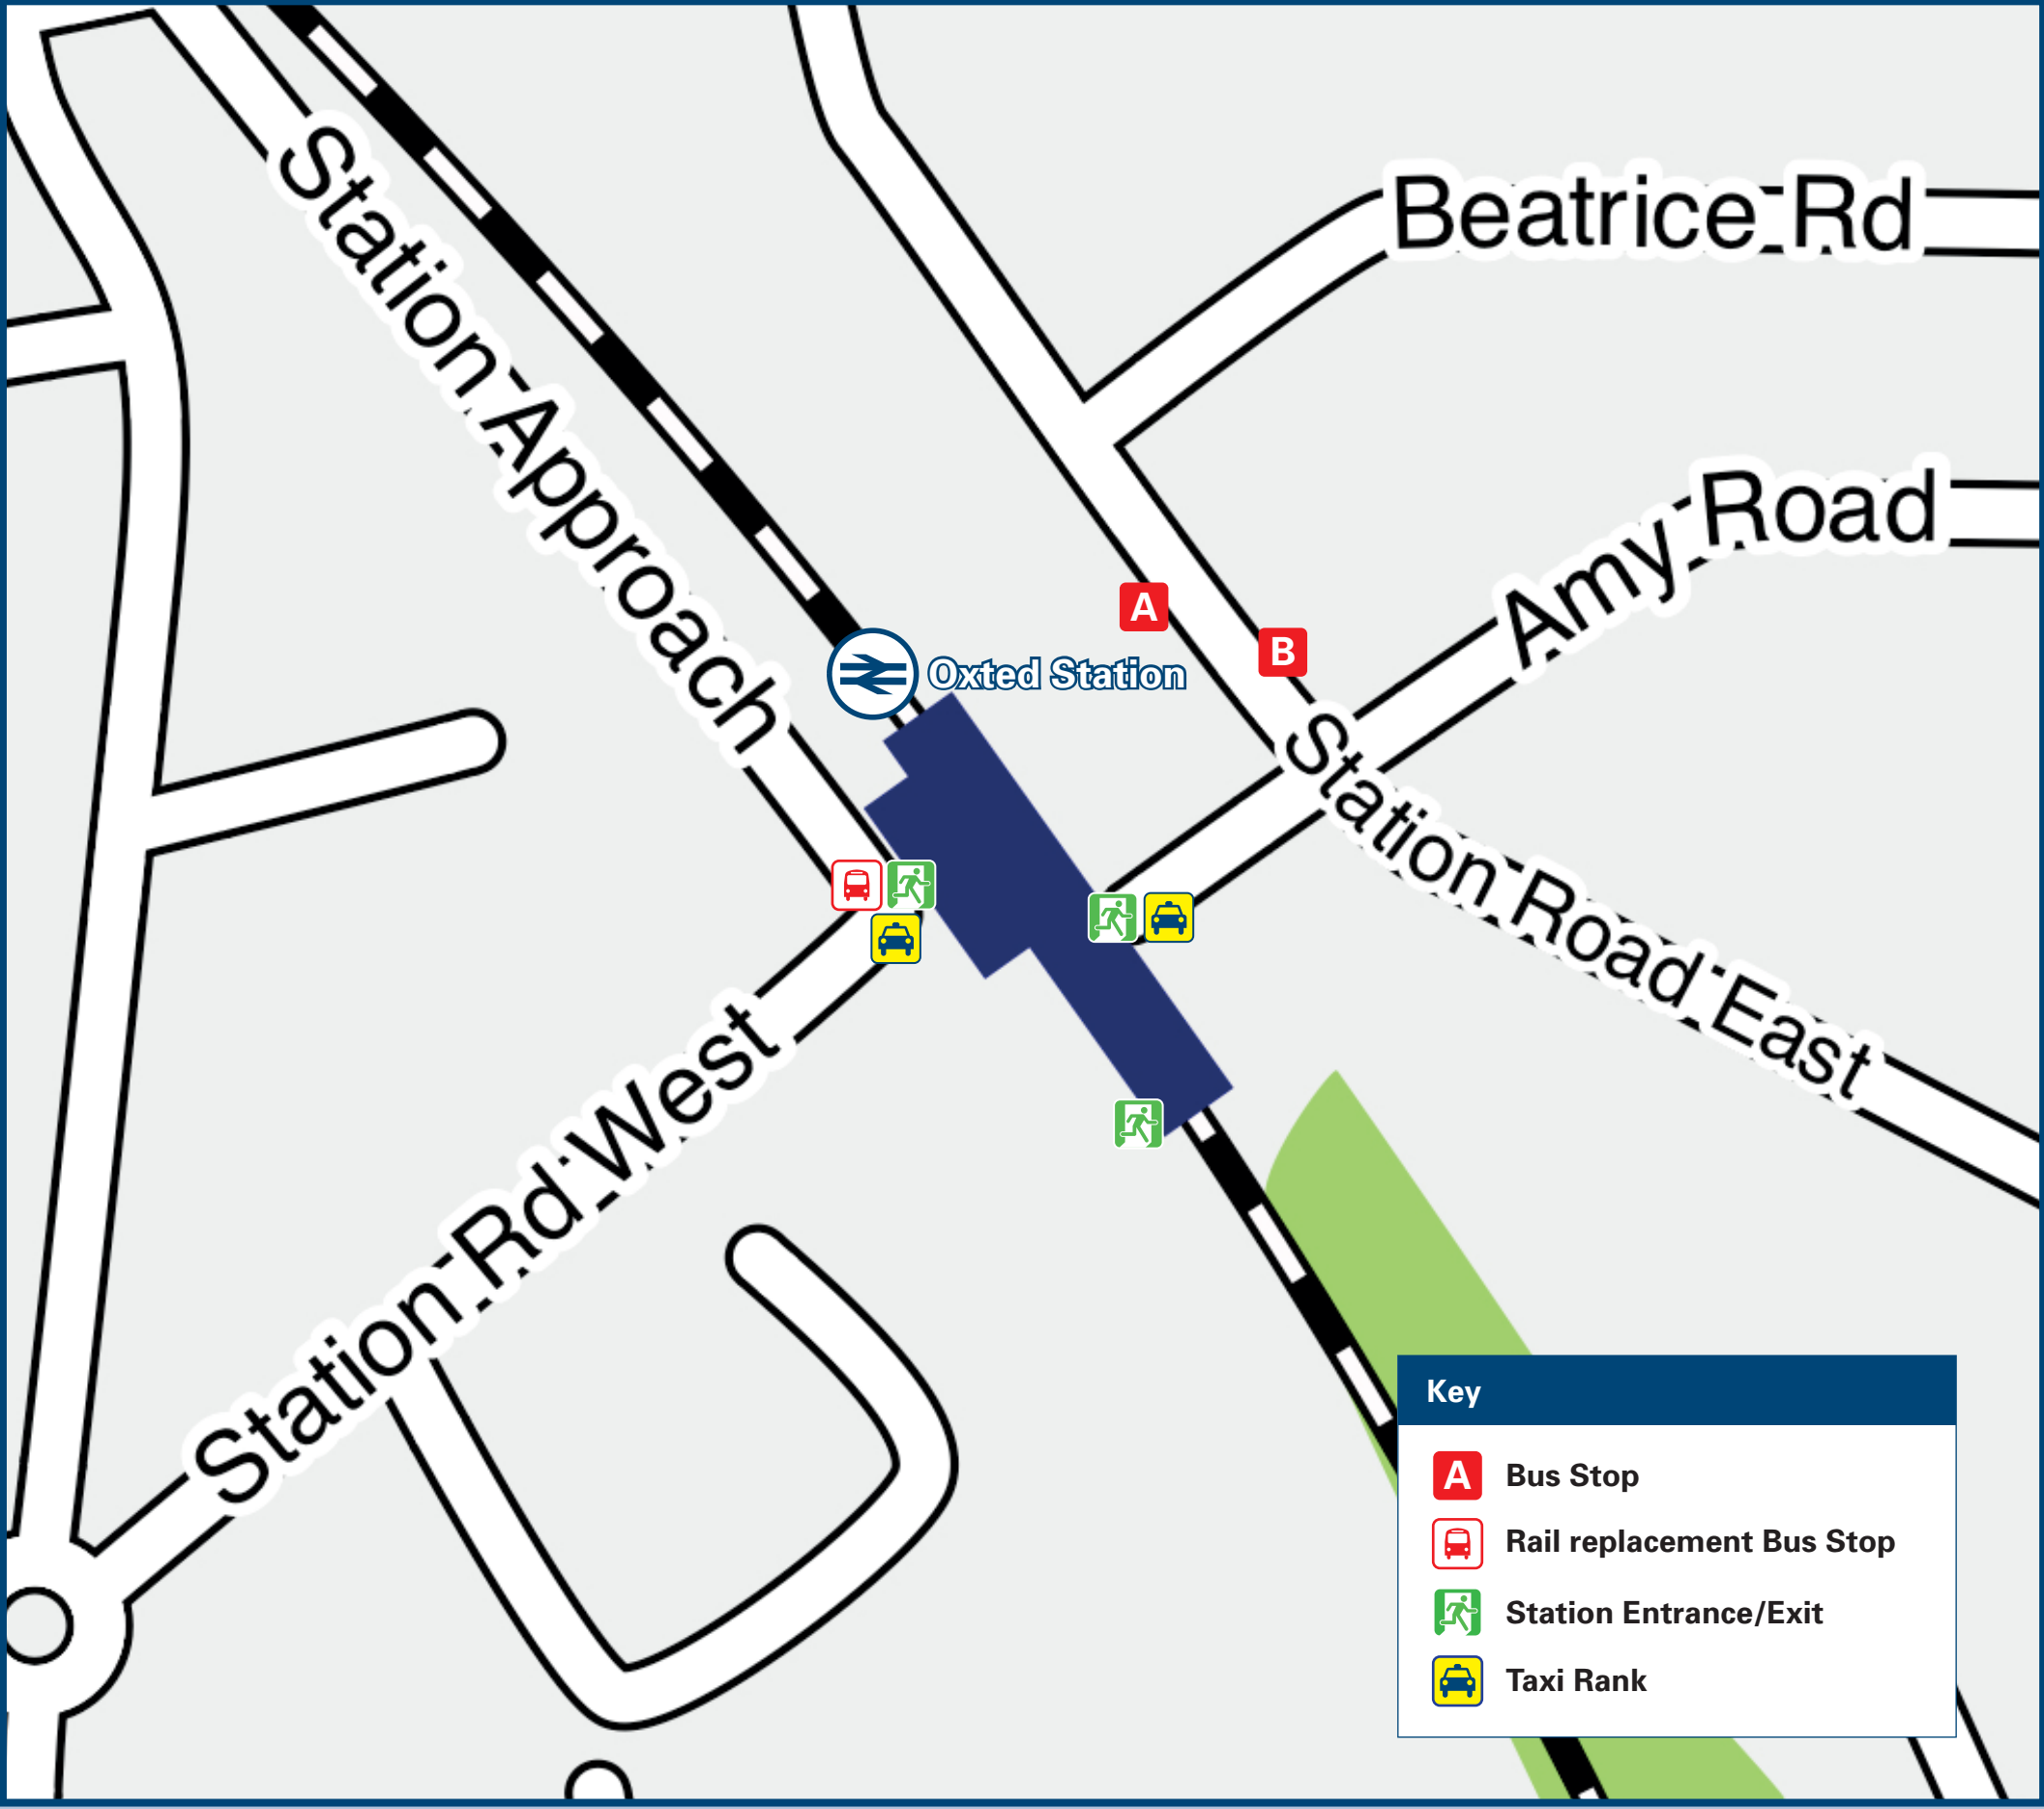 Station Approach
Beatrice Rd
Amy Road
A
B
Oxted Station
Station Road East
Station Rd West
Key
A Bus Stop
Rail replacement Bus Stop
Station Entrance/Exit
Taxi Rank